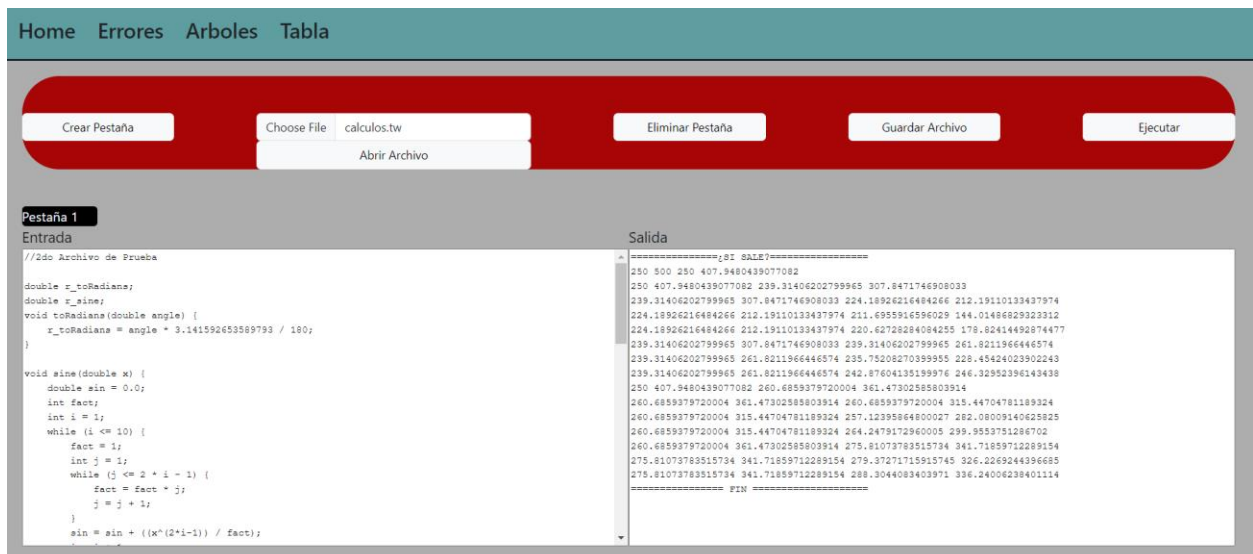 Home Errores Arboles Tabla
Crear Pestaña
Choose File calculos.tw
Abrir Archivo
Eliminar Pestaña
Guardar Archivo
Ejecutar
Pestaña 1
Entrada
//2do Archivo de Prueba
double r_toRadians;
double r_sine;
void toRadians(double angle) {
r_toRadians = angle * 3.141592653589793 / 180;
}
void sine(double x) {
double sin = 0.0;
int fact;
int i = 1;
while (i <= 10) {
fact = 1;
int j = 1;
while (j <= 2 * i - 1) {
fact = fact * j;
j = j + 1;
}
sin = sin + ((x^(2*i-1)) / fact);
Salida
===============¿SI SALE?=================
250 500 250 407.9480439077082
250 407.9480439077082 239.31406202799965 307.8471746908033
239.31406202799965 307.8471746908033 224.18926216484266 212.19110133437974
224.18926216484266 212.19110133437974 211.6955916596029 144.01486829323312
224.18926216484266 212.19110133437974 220.62728284084255 178.82414492874477
239.31406202799965 307.8471746908033 239.31406202799965 261.8211966446574
239.31406202799965 261.8211966446574 235.75208270399955 228.45424023902243
239.31406202799965 261.8211966446574 242.87604135199976 246.32952396143438
250 407.9480439077082 260.6859379720004 361.47302585803914
260.6859379720004 361.47302585803914 260.6859379720004 315.44704781189324
260.6859379720004 315.44704781189324 257.12395864800027 282.08009140625825
260.6859379720004 315.44704781189324 264.2479172960005 299.9553751286702
260.6859379720004 361.47302585803914 275.81073783515734 341.71859712289154
275.81073783515734 341.71859712289154 279.37271715915745 326.2269244396685
275.81073783515734 341.71859712289154 288.3044083403971 336.24006238401114
================ FIN ====================